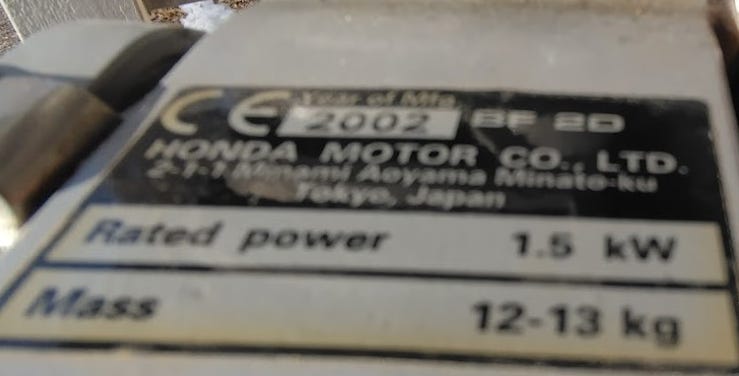 CE Year of Mfg. 2002 BF 2D
HONDA MOTOR CO., LTD.
2-1-1 Minami Aoyama Minato-ku
Tokyo, Japan
Rated power 1.5 kW
Mass 12-13 kg